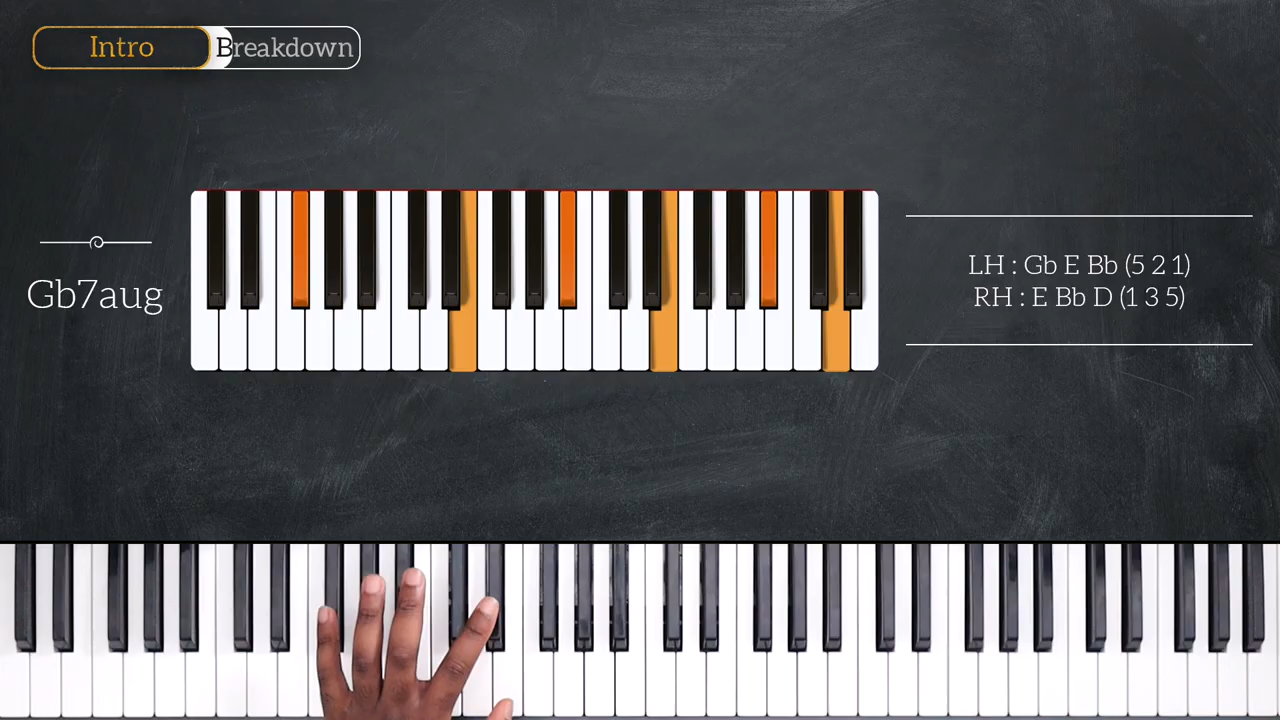 Intro
Breakdown
Gb7aug
LH : Gb E Bb (5 2 1)
RH : E Bb D (1 3 5)